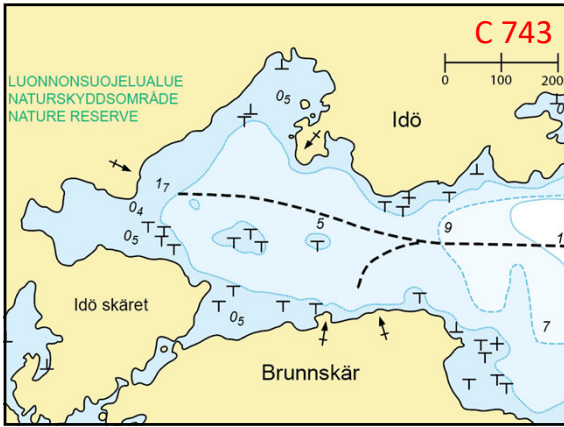 C 743
0 100 200
LUONNONSUOJELUALUE
NATURSKYDDSOMRÅDE
NATURE RESERVE
0₅
Idö
1₇
0₄
5
9
0₅
1
Idö skäret
0₅
7
Brunnskär